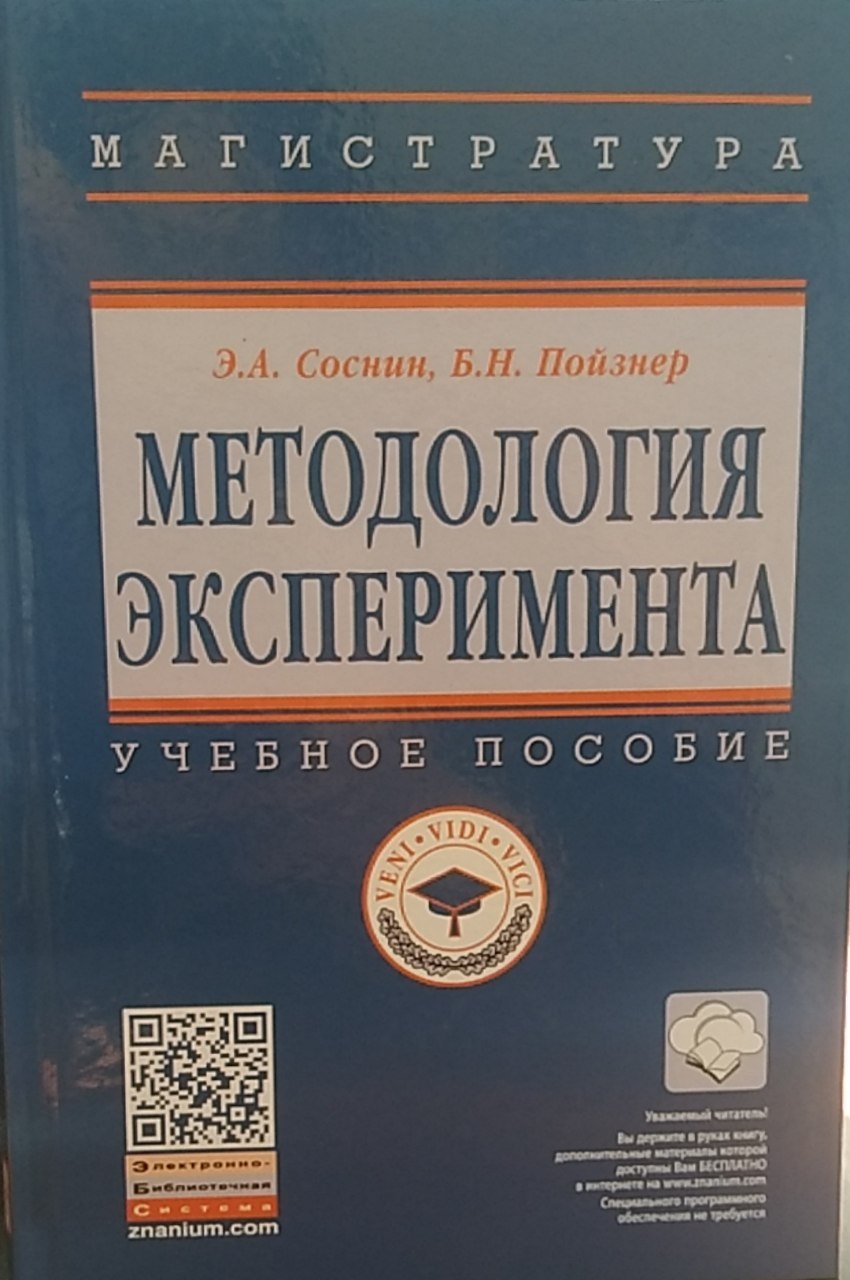 МАГИСТРАТУРА
Э.А. Соснин, Б.Н. Пойзнер
МЕТОДОЛОГИЯ
ЭКСПЕРИМЕНТА
УЧЕБНОЕ ПОСОБИЕ
VENI • VIDI • VICI
Электронно-
Библиотечная
Система
znanium.com
Уважаемый читатель!
Вы держите в руках книгу,
дополнительные материалы которой
доступны Вам БЕСПЛАТНО
в интернете на www.znanium.com
Специального программного
обеспечения не требуется